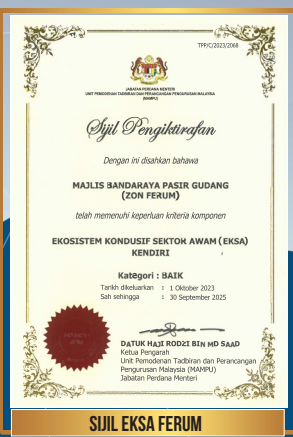 TPP/C/2023/2068
JABATAN PERDANA MENTERI
UNIT PEMODENAN TADBIRAN DAN PERANCANGAN PENGURUSAN MALAYSIA
(MAMPU)
Sijil Pengiktirafan
Dengan ini disahkan bahawa
MAJLIS BANDARAYA PASIR GUDANG
(ZON FERUM)
telah memenuhi keperluan kriteria komponen
EKOSISTEM KONDUSIF SEKTOR AWAM (EKSA)
KENDIRI
Kategori : BAIK
Tarikh dikeluarkan : 1 Oktober 2023
Sah sehingga : 30 September 2025
DATUK HAJI RODZI BIN MD SAAD
Ketua Pengarah
Unit Pemodenan Tadbiran dan Perancangan
Pengurusan Malaysia (MAMPU)
Jabatan Perdana Menteri
SIJIL EKSA FERUM